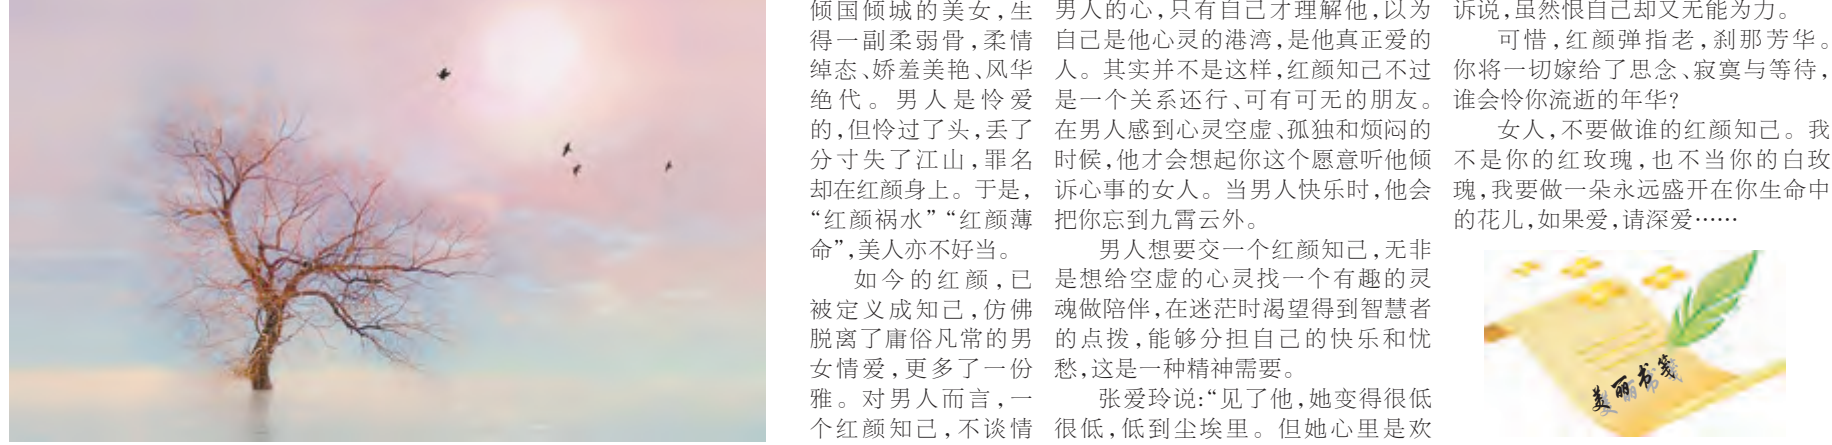 倾国倾城的美女,生
得一副柔弱骨,柔情
绰态、娇羞美艳、风华
绝代。男人是怜爱
的,但怜过了头,丢了
分寸失了江山,罪名
却在红颜身上。于是,
“红颜祸水”“红颜薄
命”,美人亦不好当。
如今的红颜,已
被定义成知己,仿佛
脱离了庸俗凡常的男
女情爱,更多了一份
雅。对男人而言,一
个红颜知己,不谈情
男人的心,只有自己才理解他,以为
自己是他心灵的港湾,是他真正爱的
人。其实并不是这样,红颜知己不过
是一个关系还行、可有可无的朋友。
在男人感到心灵空虚、孤独和烦闷的
时候,他才会想起你这个愿意听他倾
诉心事的女人。当男人快乐时,他会
把你忘到九霄云外。
男人想要交一个红颜知己,无非
是想给空虚的心灵找一个有趣的灵
魂做陪伴,在迷茫时渴望得到智慧者
的点拨,能够分担自己的快乐和忧
愁,这是一种精神需要。
张爱玲说:“见了他,她变得很低
很低,低到尘埃里。但她心里是欢
诉说,虽然恨自己却又无能为力。
可惜,红颜弹指老,刹那芳华。
你将一切嫁给了思念、寂寞与等待,
谁会怜你流逝的年华?
女人,不要做谁的红颜知己。我
不是你的红玫瑰,也不当你的白玫
瑰,我要做一朵永远盛开在你生命中
的花儿,如果爱,请深爱……
美丽书笺